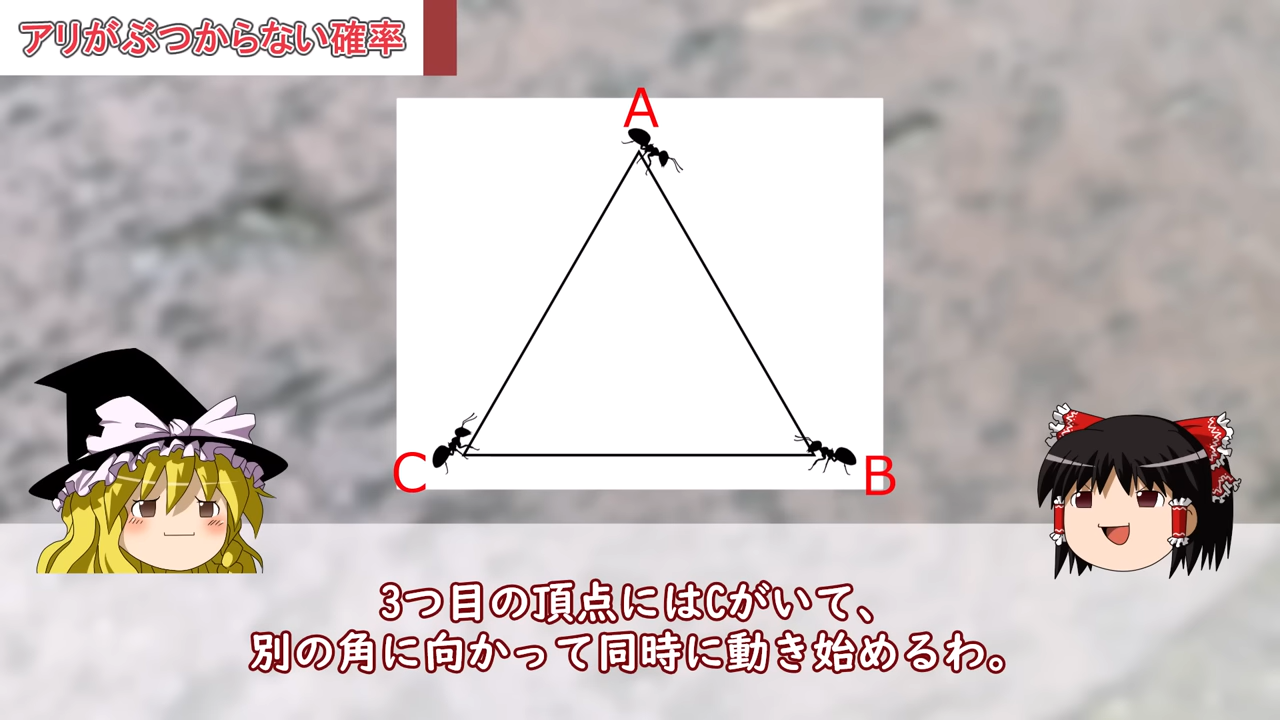 アリがぶつからない確率
A
C
B
3つ目の頂点にはCがいて、
別の角に向かって同時に動き始めるわ。